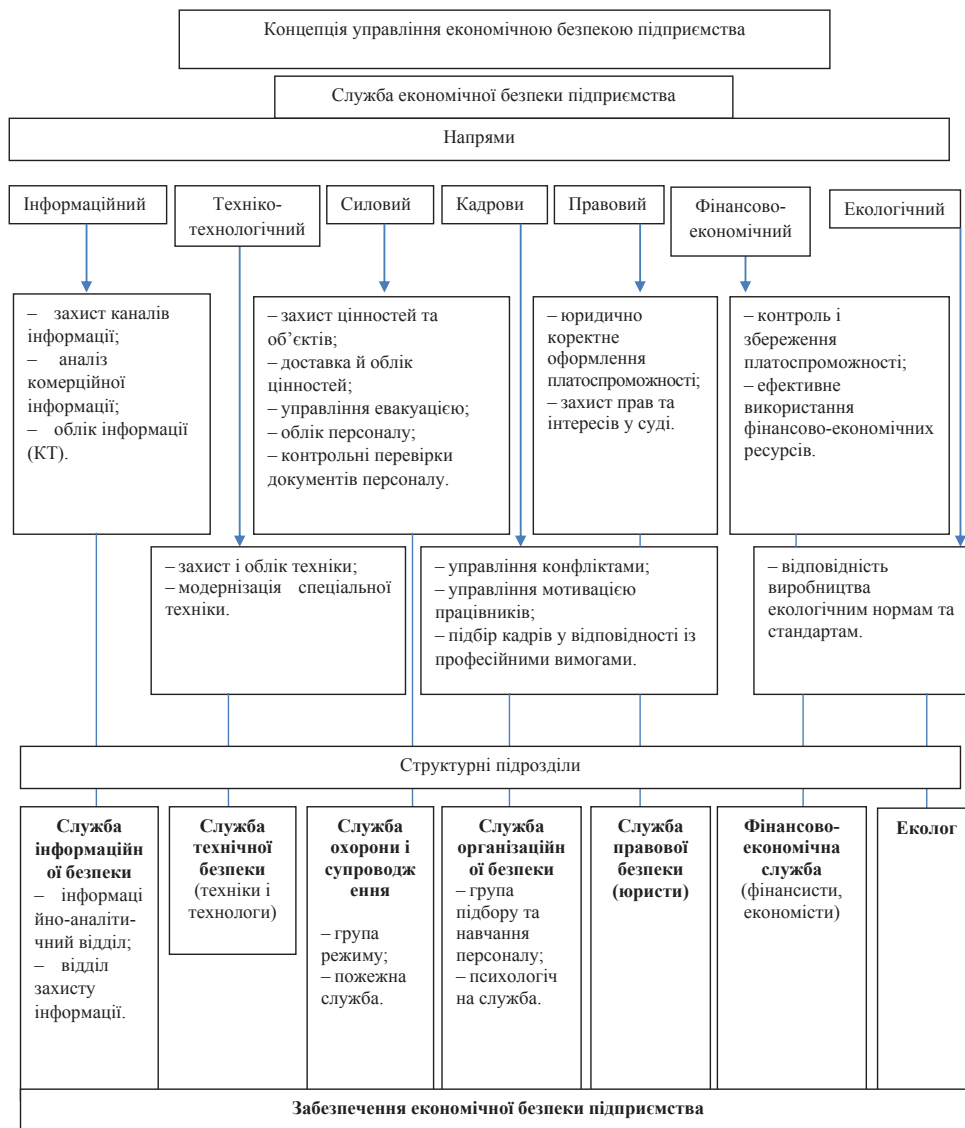 Концепція управління економічною безпекою підприємства
Служба економічної безпеки підприємства
Напрями
Інформаційний
Техніко-
технологічний
Силовий
Кадрови
Правовий
Фінансово-
економічний
Екологічний
– захист каналів
інформації;
– аналіз
комерційної
інформації;
– облік інформації
(КТ).
– захист цінностей та
об’єктів;
– доставка й облік
цінностей;
– управління евакуацією;
– облік персоналу;
– контрольні перевірки
документів персоналу.
– юридично
коректне
оформлення
платоспроможності;
– захист прав та
інтересів у суді.
– контроль і
збереження
платоспроможності;
– ефективне
використання
фінансово-економічних
ресурсів.
– захист і облік техніки;
– модернізація спеціальної
техніки.
– управління конфліктами;
– управління мотивацією
працівників;
– підбір кадрів у відповідності із
професійними вимогами.
– відповідність
виробництва
екологічним нормам та
стандартам.
Структурні підрозділи
Служба
інформаційн
ої безпеки
– інформаці
йно-аналіти-
чний відділ;
– відділ
захисту
інформації.
Служба
технічної
безпеки
(техніки і
технологи)
Служба
охорони і
супроводж
ення
– група
режиму;
– пожежна
служба.
Служба
організаційн
ої безпеки
– група
підбору та
навчання
персоналу;
– психологіч
на служба.
Служба
правової
безпеки
(юристи)
Фінансово-
економічна
служба
(фінансисти,
економісти)
Еколог
Забезпечення економічної безпеки підприємства